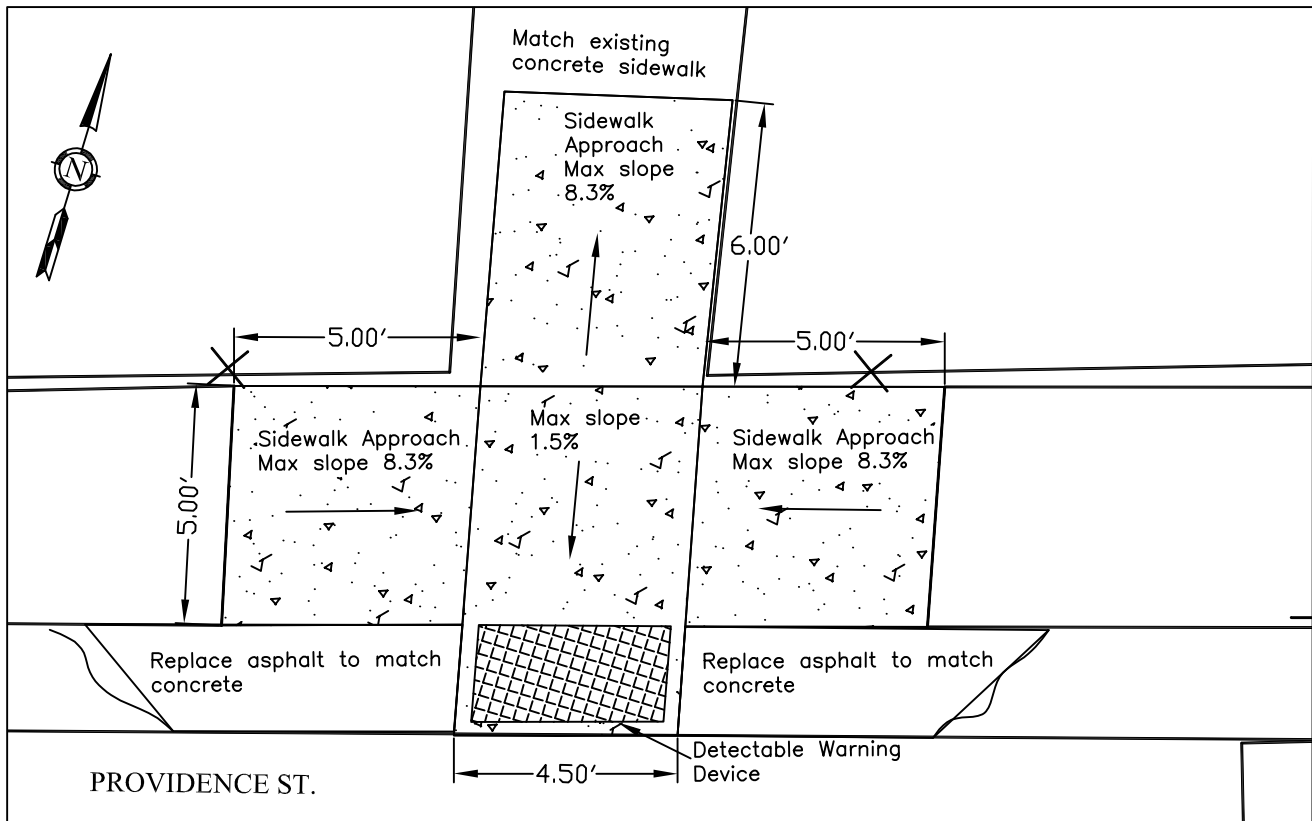 Match existing
concrete sidewalk
Sidewalk
Approach
Max slope
8.3%
N
6.00'
5.00'
5.00'
Max slope
1.5%
Sidewalk Approach
Max slope 8.3%
Sidewalk Approach
Max slope 8.3%
5.00'
Replace asphalt to match
concrete
Replace asphalt to match
concrete
Detectable Warning
Device
4.50'
PROVIDENCE ST.